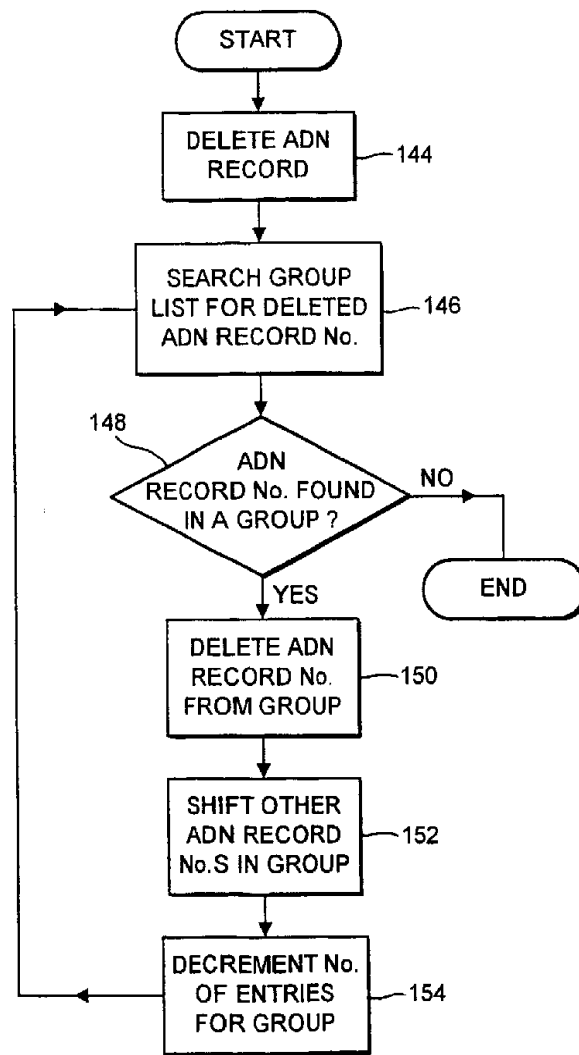 START
DELETE ADN
RECORD
144
SEARCH GROUP
LIST FOR DELETED
ADN RECORD No.
146
148
ADN
RECORD No. FOUND
IN A GROUP ?
NO
END
YES
DELETE ADN
RECORD No.
FROM GROUP
150
SHIFT OTHER
ADN RECORD
No.S IN GROUP
152
DECREMENT No.
OF ENTRIES
FOR GROUP
154